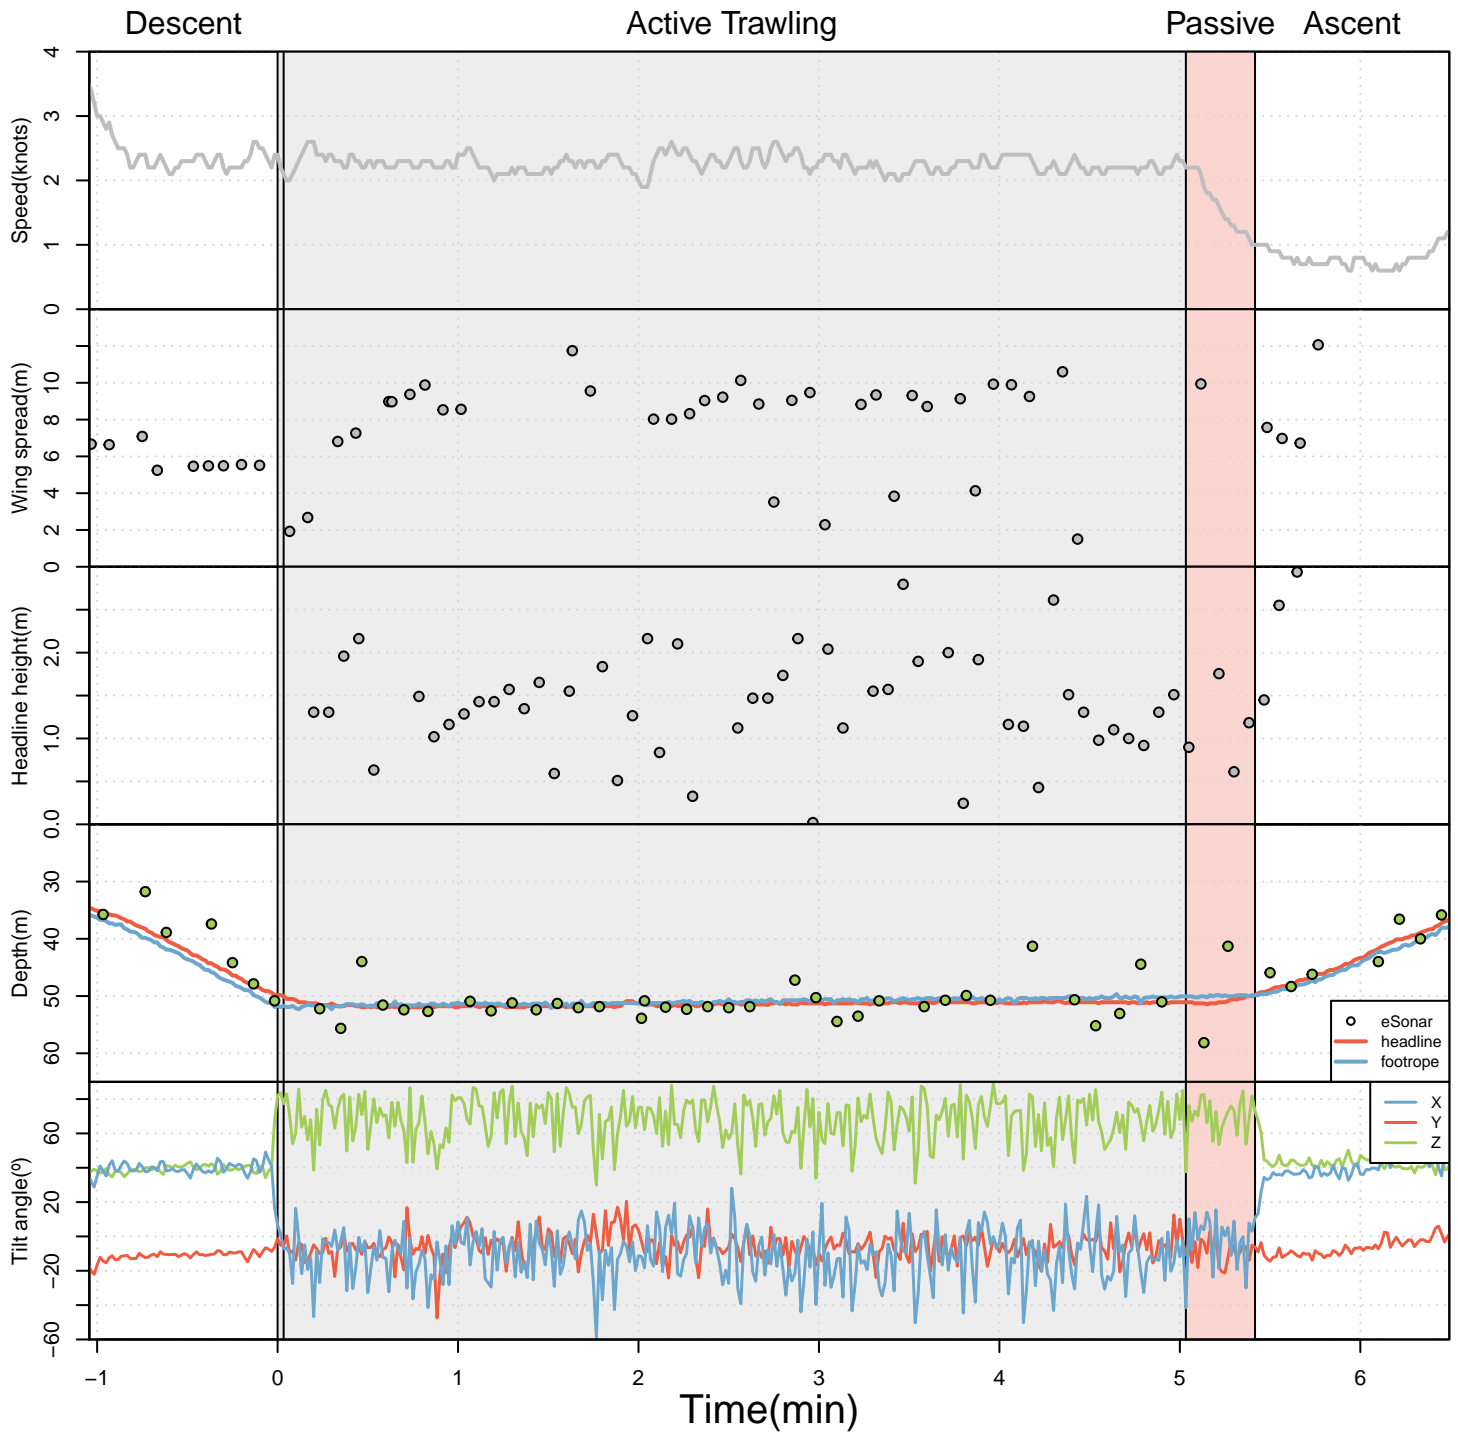 Descent Active Trawling Passive Ascent
Speed(knots)
4
3
2
1
0
Wing spread(m)
10
8
6
4
2
0
Headline height(m)
2.0
1.0
0.0
Depth(m)
30
40
50
60
eSonar
headline
footrope
Tilt angle(º)
60
20
−20
−60
X
Y
Z
−1 0 1 2 3 4 5 6
Time(min)